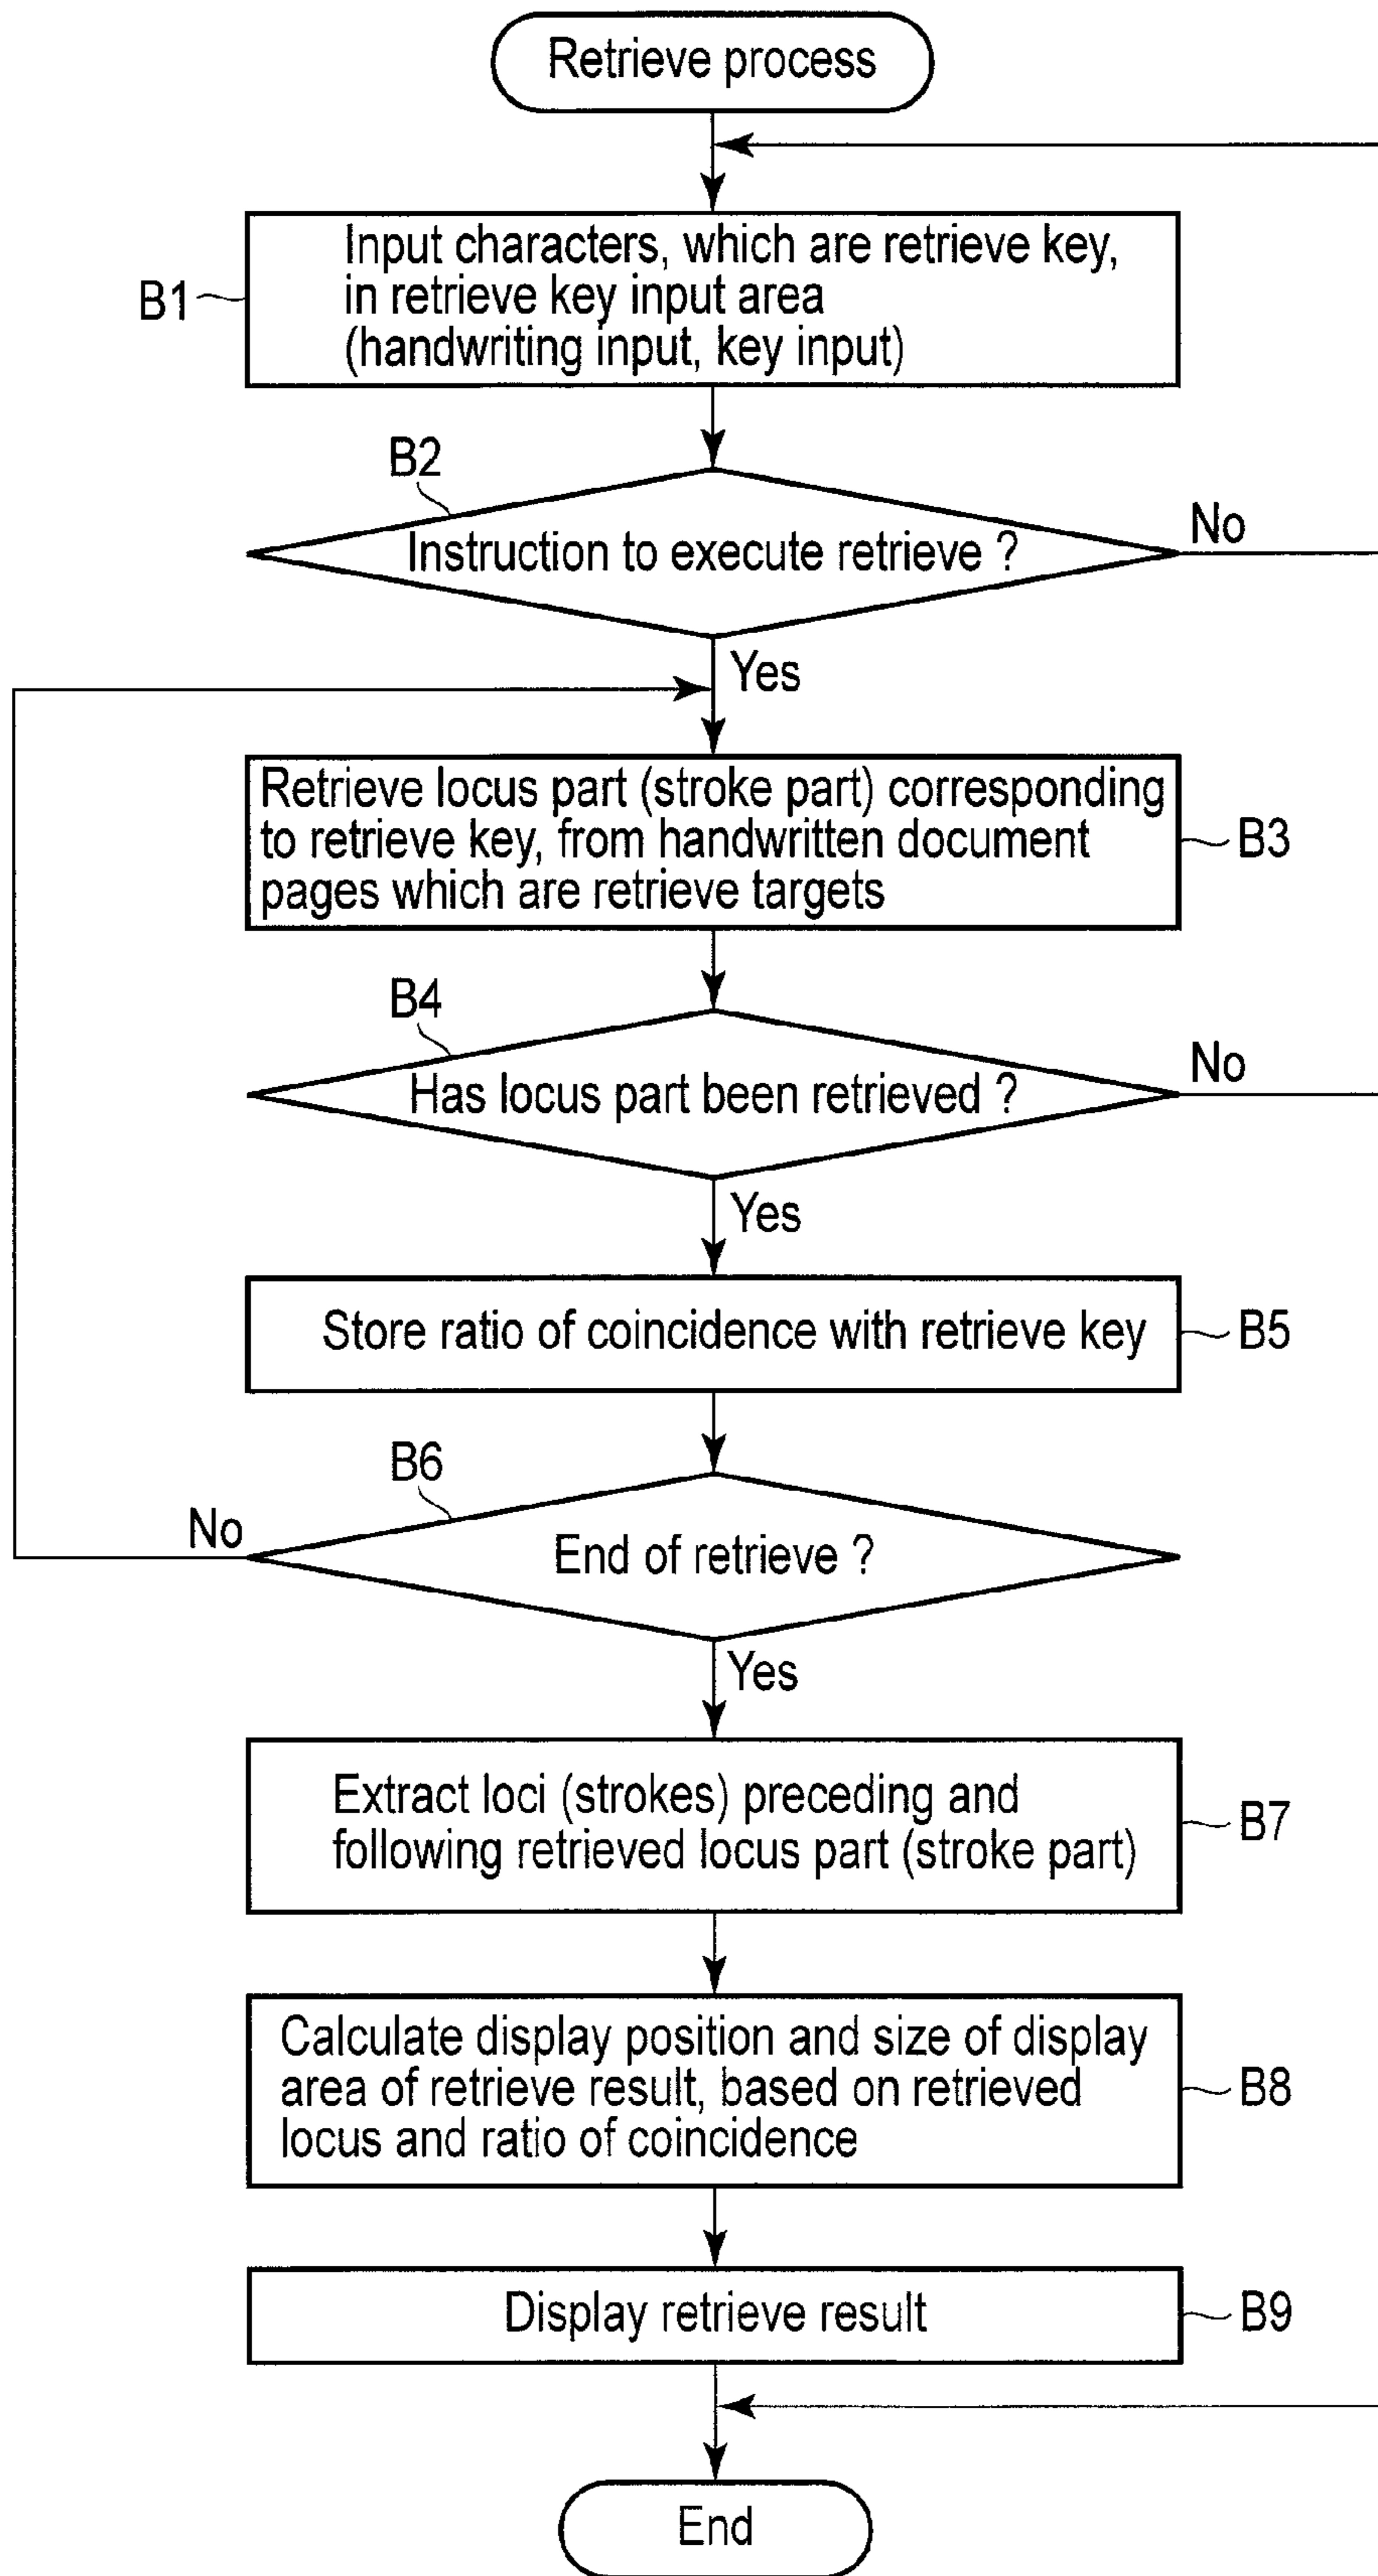 Retrieve process
B1
Input characters, which are retrieve key,
in retrieve key input area
(handwriting input, key input)
B2
Instruction to execute retrieve ?
No
Yes
Retrieve locus part (stroke part) corresponding
to retrieve key, from handwritten document
pages which are retrieve targets
B3
B4
Has locus part been retrieved ?
No
Yes
Store ratio of coincidence with retrieve key
B5
B6
No
End of retrieve ?
Yes
Extract loci (strokes) preceding and
following retrieved locus part (stroke part)
B7
Calculate display position and size of display
area of retrieve result, based on retrieved
locus and ratio of coincidence
B8
Display retrieve result
B9
End